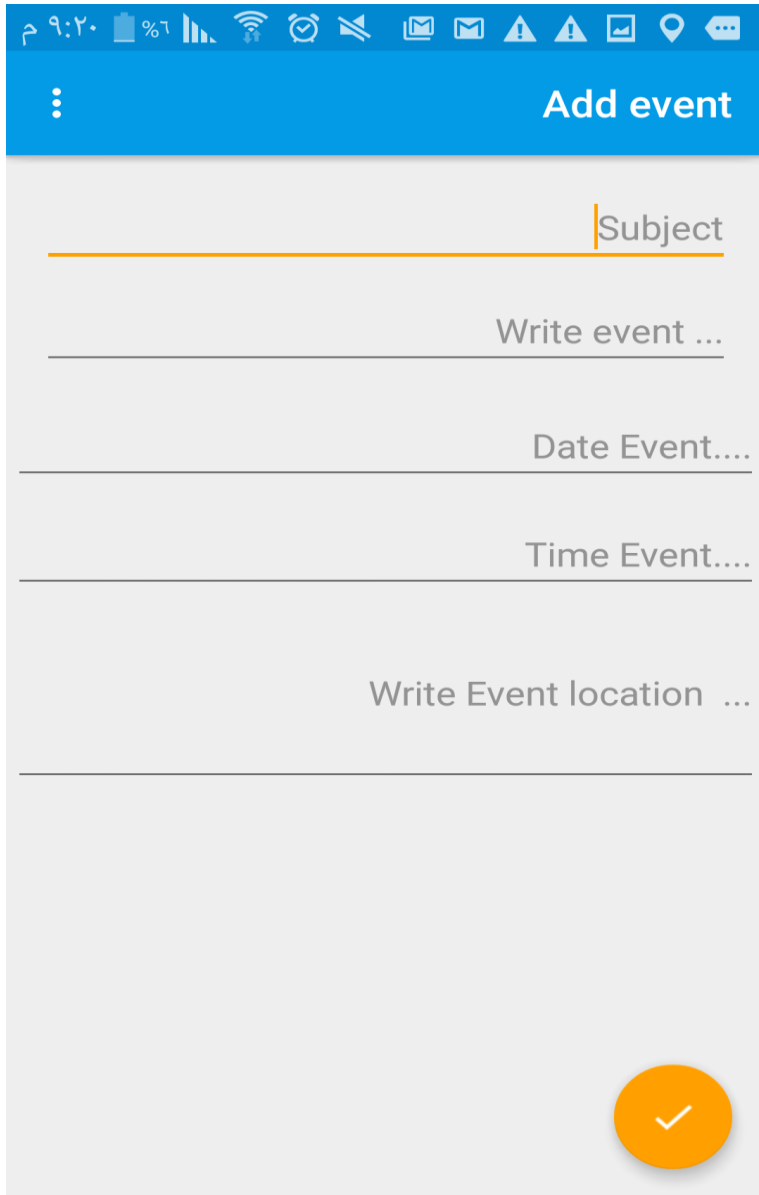 م ٩:٢٠ %٦
Add event
Subject
Write event ...
Date Event....
Time Event....
Write Event location  ...